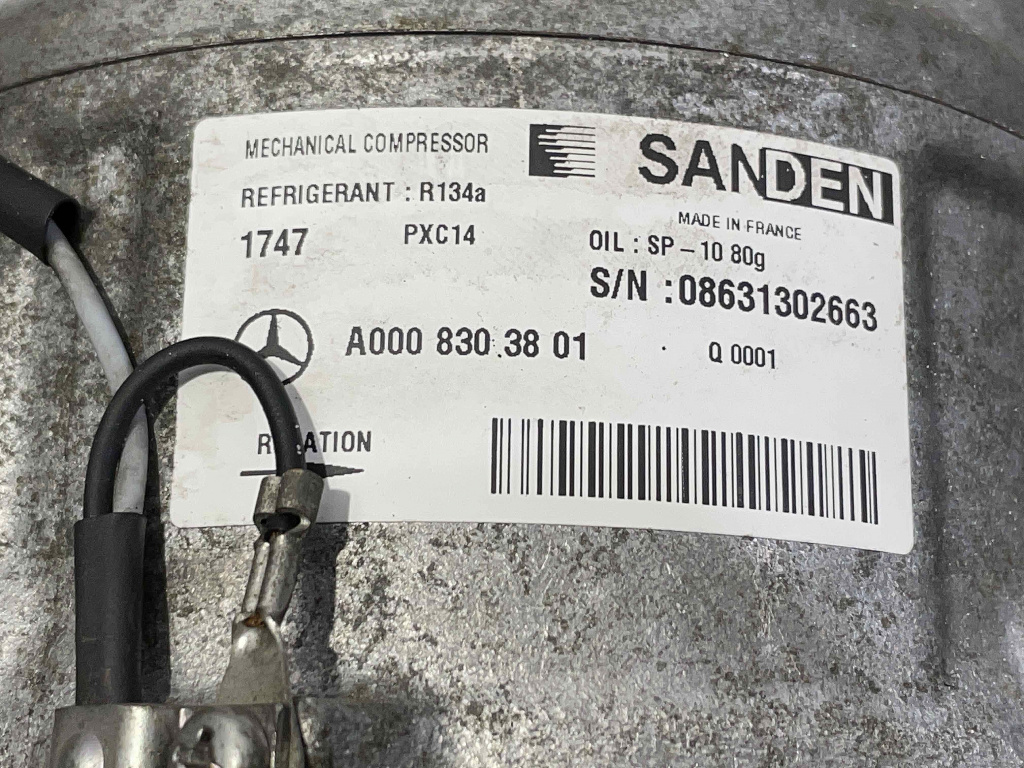 MECHANICAL COMPRESSOR
SANDEN
REFRIGERANT : R134a
MADE IN FRANCE
1747 PXC14
OIL : SP – 10 80g
S/N : 08631302663
A000 830 38 01
Q 0001